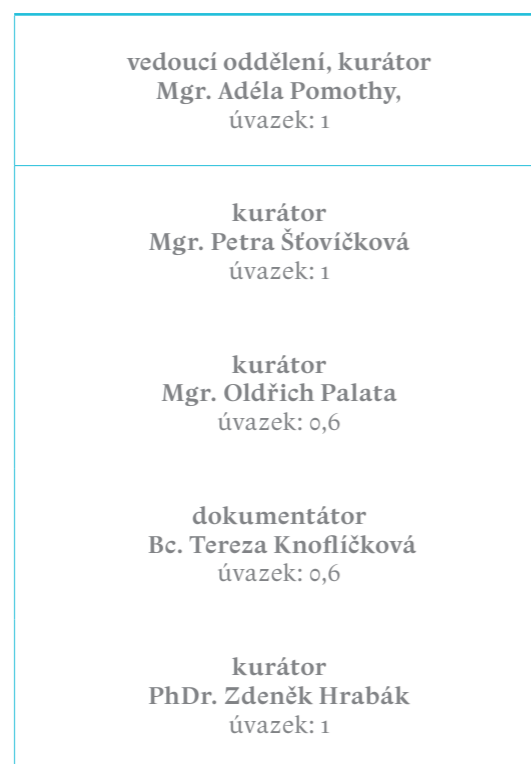 vedoucí oddělení, kurátor
Mgr. Adéla Pomothy,
úvazek: 1
kurátor
Mgr. Petra Šťovíčková
úvazek: 1
kurátor
Mgr. Oldřich Palata
úvazek: 0,6
dokumentátor
Bc. Tereza Knoflíčková
úvazek: 0,6
kurátor
PhDr. Zdeněk Hrabák
úvazek: 1